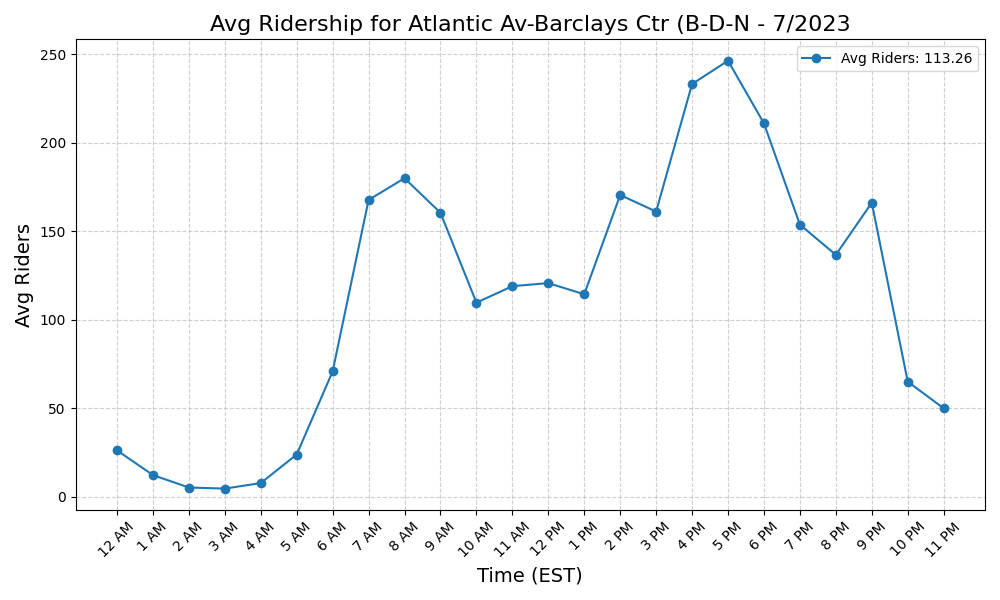 Avg Ridership for Atlantic Av-Barclays Ctr (B-D-N - 7/2023
Avg Riders: 113.26
Avg Riders
250
200
150
100
50
0
12 AM
1 AM
2 AM
3 AM
4 AM
5 AM
6 AM
7 AM
8 AM
9 AM
10 AM
11 AM
12 PM
1 PM
2 PM
3 PM
4 PM
5 PM
6 PM
7 PM
8 PM
9 PM
10 PM
11 PM
Time (EST)